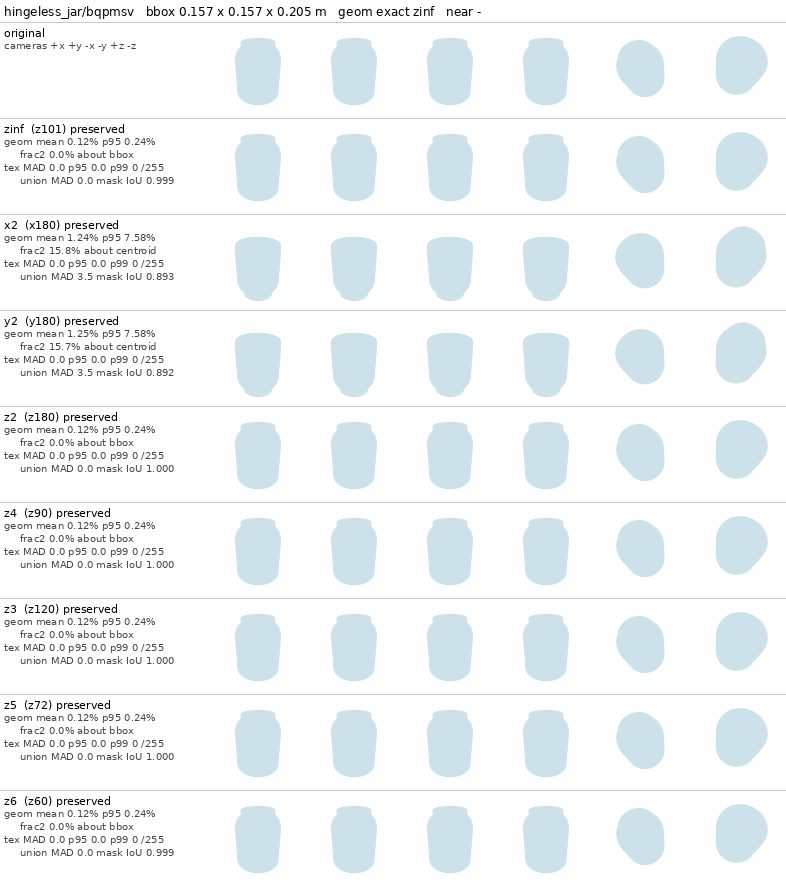 hingeless_jar/bqpmsv bbox 0.157 x 0.157 x 0.205 m geom exact zinf near -
original
cameras +x +y -x -y +z -z
zinf (z101) preserved
geom mean 0.12% p95 0.24%
frac2 0.0% about bbox
tex MAD 0.0 p95 0.0 p99 0 /255
union MAD 0.0 mask IoU 0.999
x2 (x180) preserved
geom mean 1.24% p95 7.58%
frac2 15.8% about centroid
tex MAD 0.0 p95 0.0 p99 0 /255
union MAD 3.5 mask IoU 0.893
y2 (y180) preserved
geom mean 1.25% p95 7.58%
frac2 15.7% about centroid
tex MAD 0.0 p95 0.0 p99 0 /255
union MAD 3.5 mask IoU 0.892
z2 (z180) preserved
geom mean 0.12% p95 0.24%
frac2 0.0% about bbox
tex MAD 0.0 p95 0.0 p99 0 /255
union MAD 0.0 mask IoU 1.000
z4 (z90) preserved
geom mean 0.12% p95 0.24%
frac2 0.0% about bbox
tex MAD 0.0 p95 0.0 p99 0 /255
union MAD 0.0 mask IoU 1.000
z3 (z120) preserved
geom mean 0.12% p95 0.24%
frac2 0.0% about bbox
tex MAD 0.0 p95 0.0 p99 0 /255
union MAD 0.0 mask IoU 1.000
z5 (z72) preserved
geom mean 0.12% p95 0.24%
frac2 0.0% about bbox
tex MAD 0.0 p95 0.0 p99 0 /255
union MAD 0.0 mask IoU 1.000
z6 (z60) preserved
geom mean 0.12% p95 0.24%
frac2 0.0% about bbox
tex MAD 0.0 p95 0.0 p99 0 /255
union MAD 0.0 mask IoU 0.999